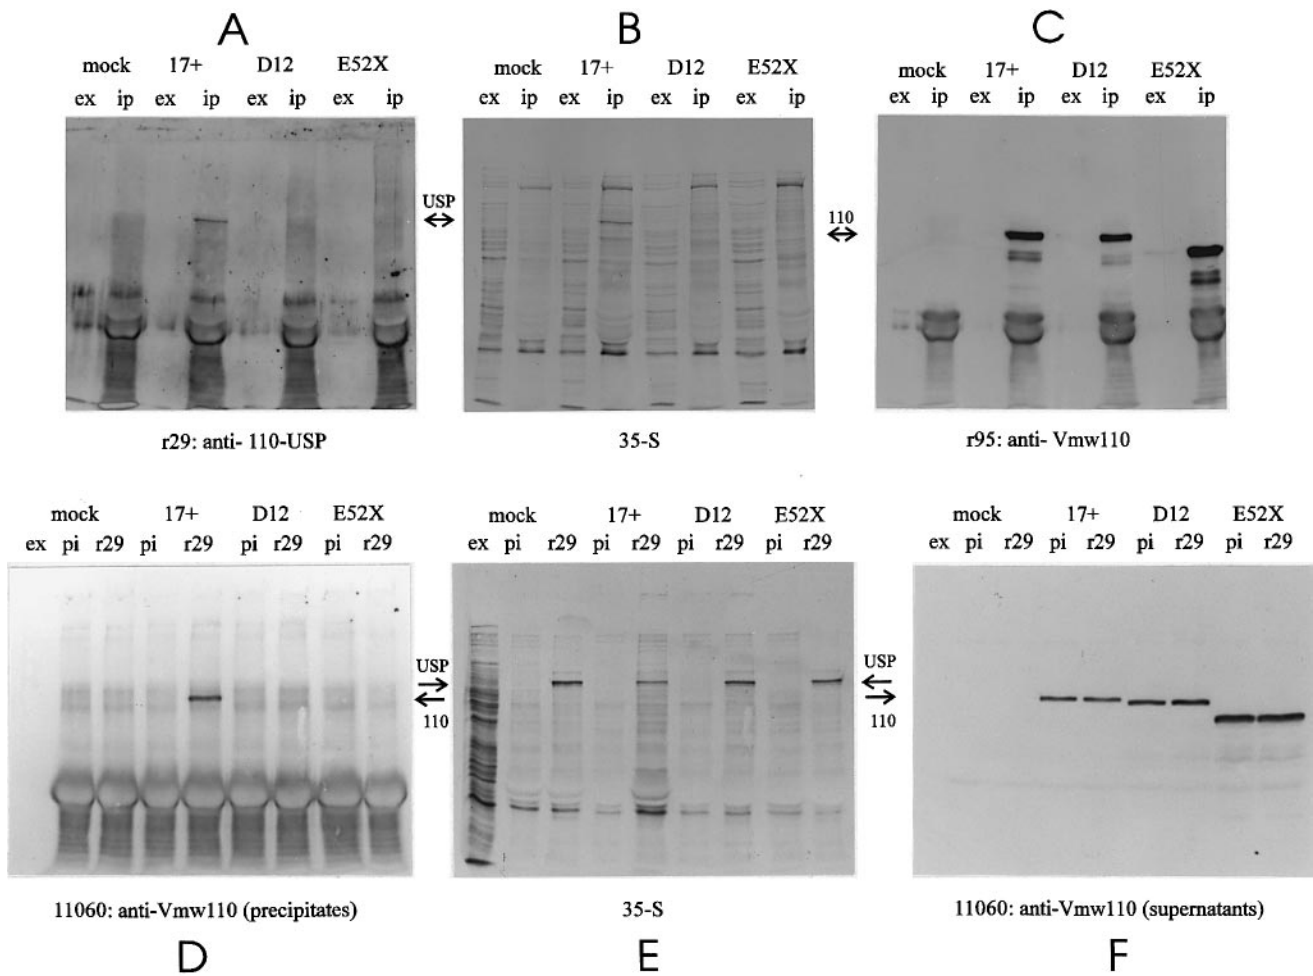 A B C
mock 17+ D12 E52X
ex ip ex ip ex ip ex ip
mock 17+ D12 E52X
ex ip ex ip ex ip ex ip
mock 17+ D12 E52X
ex ip ex ip ex ip ex ip
USP
110
r29: anti- 110-USP
35-S
r95: anti- Vmw110
mock 17+ D12 E52X
ex pi r29 pi r29 pi r29 pi r29
mock 17+ D12 E52X
ex pi r29 pi r29 pi r29 pi r29
mock 17+ D12 E52X
ex pi r29 pi r29 pi r29 pi r29
USP
110
USP
110
11060: anti-Vmw110 (precipitates)
35-S
11060: anti-Vmw110 (supernatants)
D E F